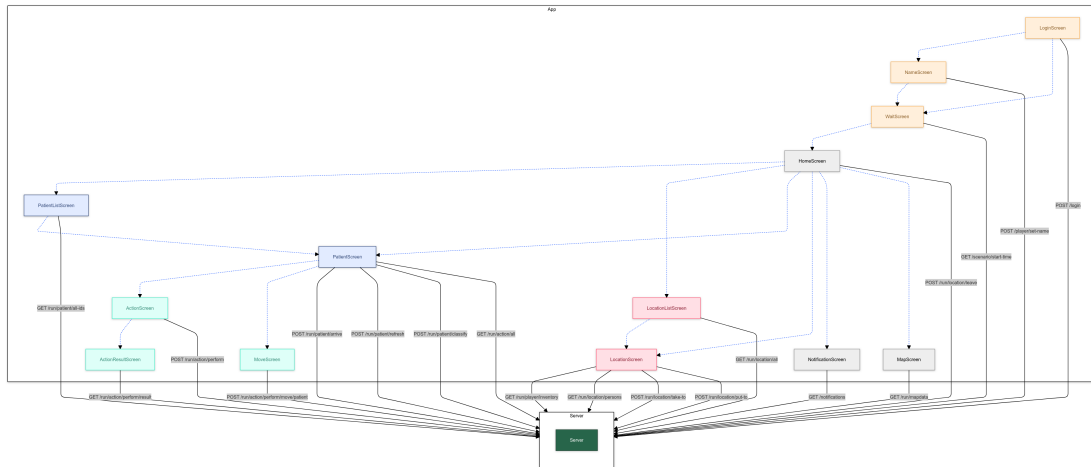 App
LoginScreen
NameScreen
WaitScreen
HomeScreen
PatientListScreen
POST /login
POST /player/set-name
PatientScreen
GET /scenario/start-time
POST /run/location/leave
ActionScreen
LocationListScreen
GET /run/patient/all-ids
POST /run/patient/arrive
POST /run/patient/refresh
POST /run/patient/classify
GET /run/action/all
ActionResultScreen
POST /run/action/perform
MoveScreen
LocationScreen
GET /run/location/all
NotificationScreen
MapScreen
GET /run/action/perform/result
POST /run/action/perform/move/patient
GET /run/player/inventory
GET /run/location/persons
POST /run/location/take-to
POST /run/location/put-to
GET /notifications
Server
Server